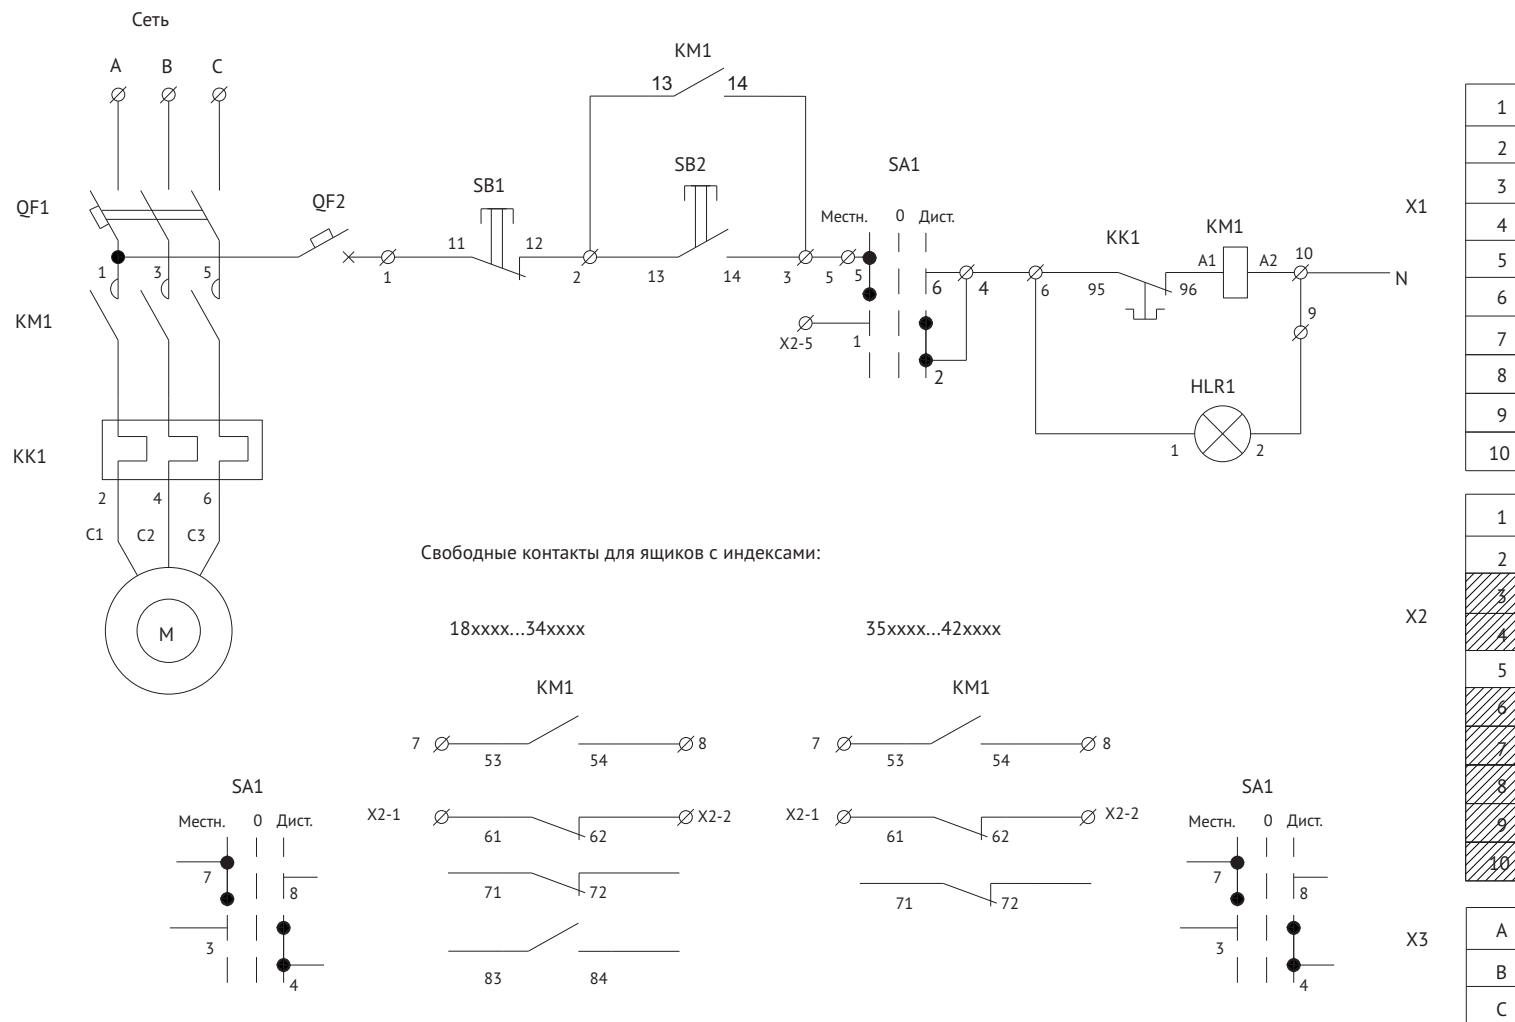 Сеть
A B C
KM1
13 14
SB2
SA1
QF1
QF2
SB1
Местн. 0 Дист.
KK1
KM1
X1
1
2
3
4
5
6
7
8
9
10
1 3 5
1
11 12
2
13 14
3 5 5
6 4 6
95 96
A1 A2
10
N
9
KM1
X2-5
1
2
HLR1
1 2
KK1
2 4 6
C1 C2 C3
M
Свободные контакты для ящиков с индексами:
18xxxx...34xxxx
35xxxx...42xxxx
X2
1
2
3
4
5
6
7
8
9
10
KM1
7 8
53 54
X2-1 X2-2
61 62
71 72
83 84
KM1
7 8
53 54
X2-1 X2-2
61 62
71 72
SA1
Местн. 0 Дист.
7 8
3 4
SA1
Местн. 0 Дист.
7 8
3 4
X3
A
B
C